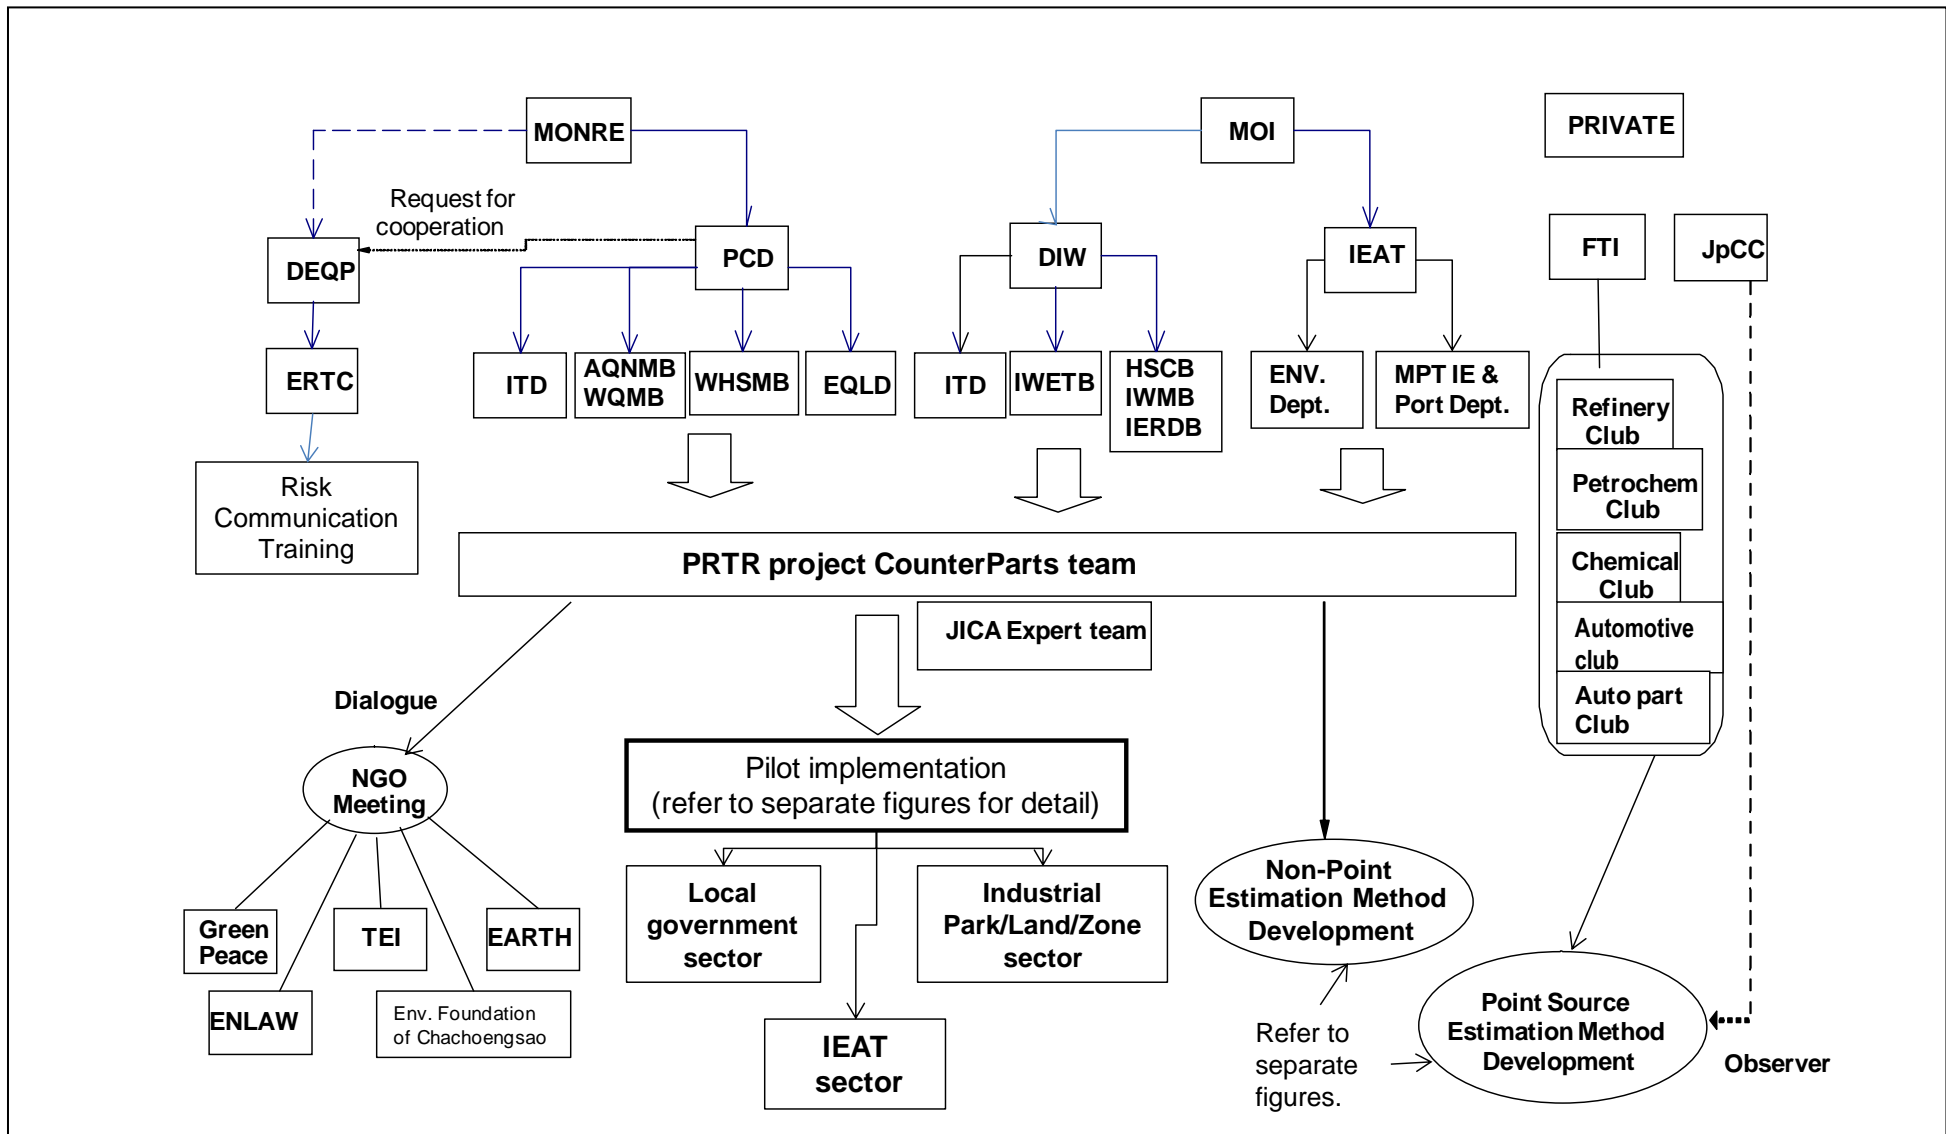 MONRE
MOI
PRIVATE
Request for
cooperation
DEQP
PCD
DIW
IEAT
FTI
JpCC
ERTC
ITD
AQNMB
WQMB
WHSMB
EQLD
ITD
IWETB
HSCB
IWMB
IERDB
ENV.
Dept.
MPT IE &
Port Dept.
Refinery
Club
Petrochem
Club
Chemical
Club
Automotive
club
Auto part
Club
Risk
Communication
Training
PRTR project CounterParts team
JICA Expert team
Dialogue
NGO
Meeting
Pilot implementation
(refer to separate figures for detail)
Green
Peace
TEI
EARTH
ENLAW
Env. Foundation
of Chachoengsao
Local
government
sector
Industrial
Park/Land/Zone
sector
IEAT
sector
Non-Point
Estimation Method
Development
Refer to
separate
figures.
Point Source
Estimation Method
Development
Observer